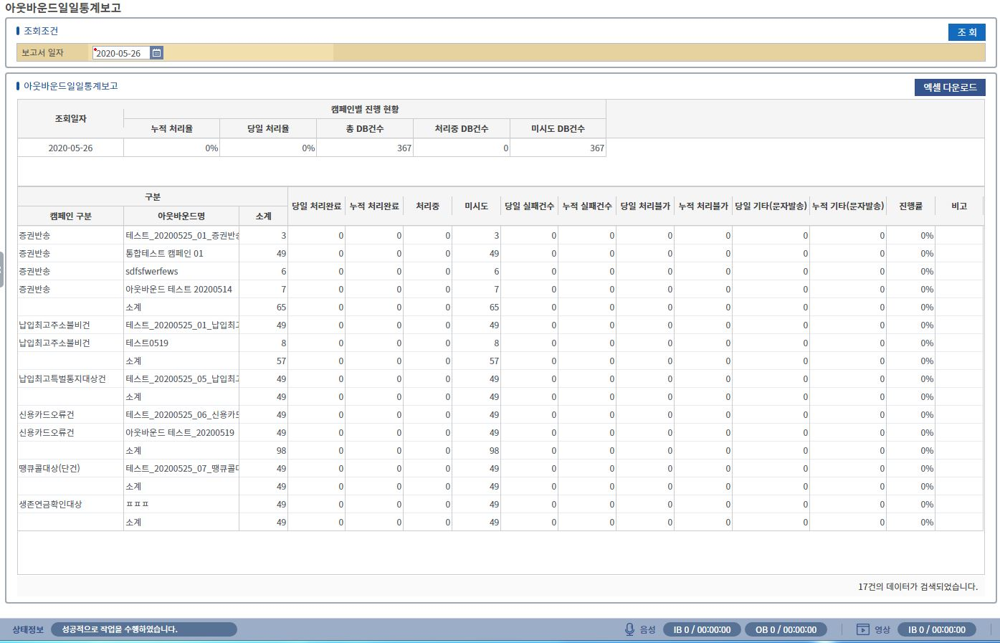 아웃바운드일일통계보고
조회조건
조 회
보고서 일자 2020-05-26
아웃바운드일일통계보고
엑셀 다운로드
조회일자 캠페인별 진행 현황
누적 처리율 당일 처리율 총 DB건수 처리중 DB건수 미시도 DB건수
2020-05-26 0% 0% 367 0 367
구분
캠페인 구분 아웃바운드명 소계 당일 처리완료 누적 처리완료 처리중 미시도 당일 실패건수 누적 실패건수 당일 처리불가 누적 처리불가 당일 기타(문자발송) 누적 기타(문자발송) 진행률 비고
증권반송 테스트_20200525_01_증권반송 3 0 0 0 3 0 0 0 0 0 0 0%
증권반송 통합테스트 캠페인 01 49 0 0 0 49 0 0 0 0 0 0 0%
증권반송 sdfsfwerfews 6 0 0 0 6 0 0 0 0 0 0 0%
증권반송 아웃바운드 테스트 20200514 7 0 0 0 7 0 0 0 0 0 0 0%
소계 65 0 0 0 65 0 0 0 0 0 0 0%
납입최고주소불비건 테스트_20200525_01_납입최고 49 0 0 0 49 0 0 0 0 0 0 0%
납입최고주소불비건 테스트0519 8 0 0 0 8 0 0 0 0 0 0 0%
소계 57 0 0 0 57 0 0 0 0 0 0 0%
납입최고특별통지대상건 테스트_20200525_05_납입최고 49 0 0 0 49 0 0 0 0 0 0 0%
소계 49 0 0 0 49 0 0 0 0 0 0 0%
신용카드오류건 테스트_20200525_06_신용카드 49 0 0 0 49 0 0 0 0 0 0 0%
신용카드오류건 아웃바운드 테스트_20200519 49 0 0 0 49 0 0 0 0 0 0 0%
소계 98 0 0 0 98 0 0 0 0 0 0 0%
땡큐콜대상(단건) 테스트_20200525_07_땡큐콜대 49 0 0 0 49 0 0 0 0 0 0 0%
소계 49 0 0 0 49 0 0 0 0 0 0 0%
생존연금확인대상 ㅍㅍㅍ 49 0 0 0 49 0 0 0 0 0 0 0%
소계 49 0 0 0 49 0 0 0 0 0 0 0%
17건의 데이터가 검색되었습니다.
상태정보 성공적으로 작업을 수행하였습니다. 음성 IB 0 / 00:00:00 OB 0 / 00:00:00 영상 IB 0 / 00:00:00